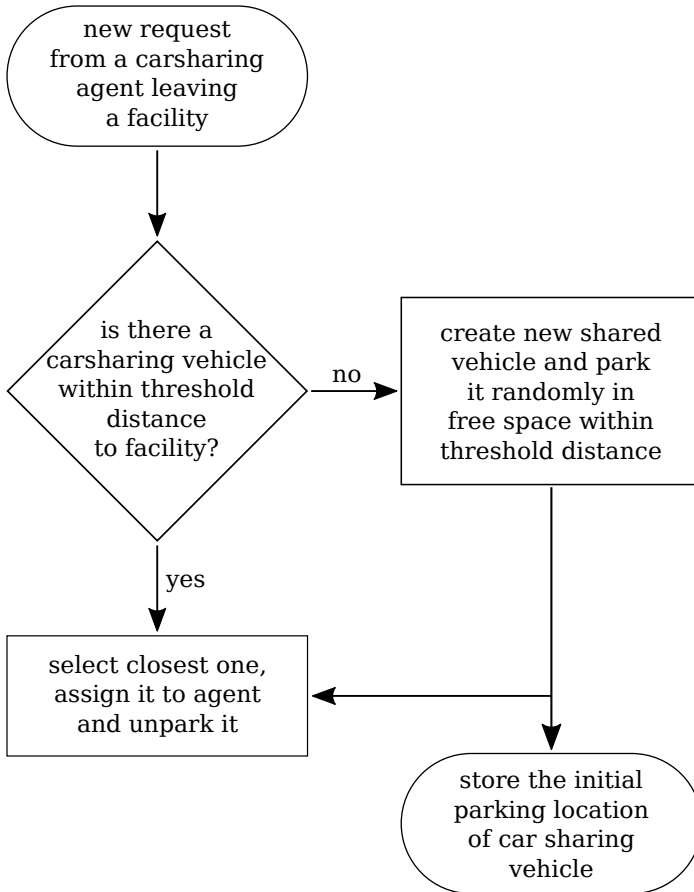 new request
from a carsharing
agent leaving
a facility
is there a
carsharing vehicle
within threshold
distance
to facility?
no
create new shared
vehicle and park
it randomly in
free space within
threshold distance
yes
select closest one,
assign it to agent
and unpark it
store the initial
parking location
of car sharing
vehicle